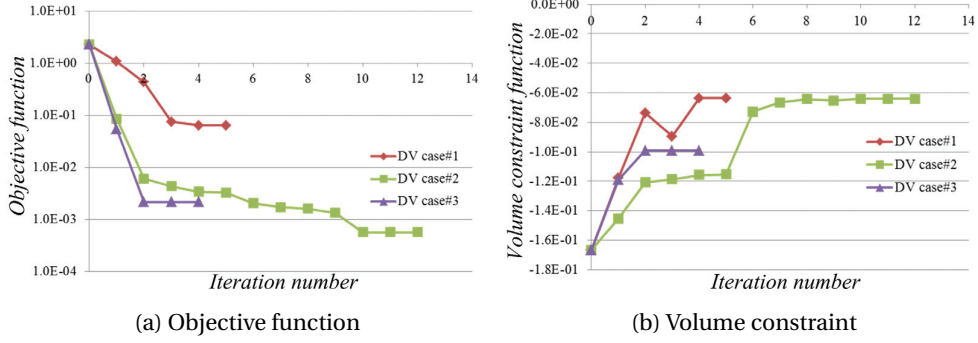 1.0E+01
1.0E+00
1.0E-01
1.0E-02
1.0E-03
1.0E-04
0 2 4 6 8 10 12 14
Objective function
Iteration number
DV case#1
DV case#2
DV case#3
(a) Objective function
0.0E+00
-2.0E-02
-4.0E-02
-6.0E-02
-8.0E-02
-1.0E-01
-1.2E-01
-1.4E-01
-1.6E-01
-1.8E-01
0 2 4 6 8 10 12 14
Volume constraint function
Iteration number
DV case#1
DV case#2
DV case#3
(b) Volume constraint